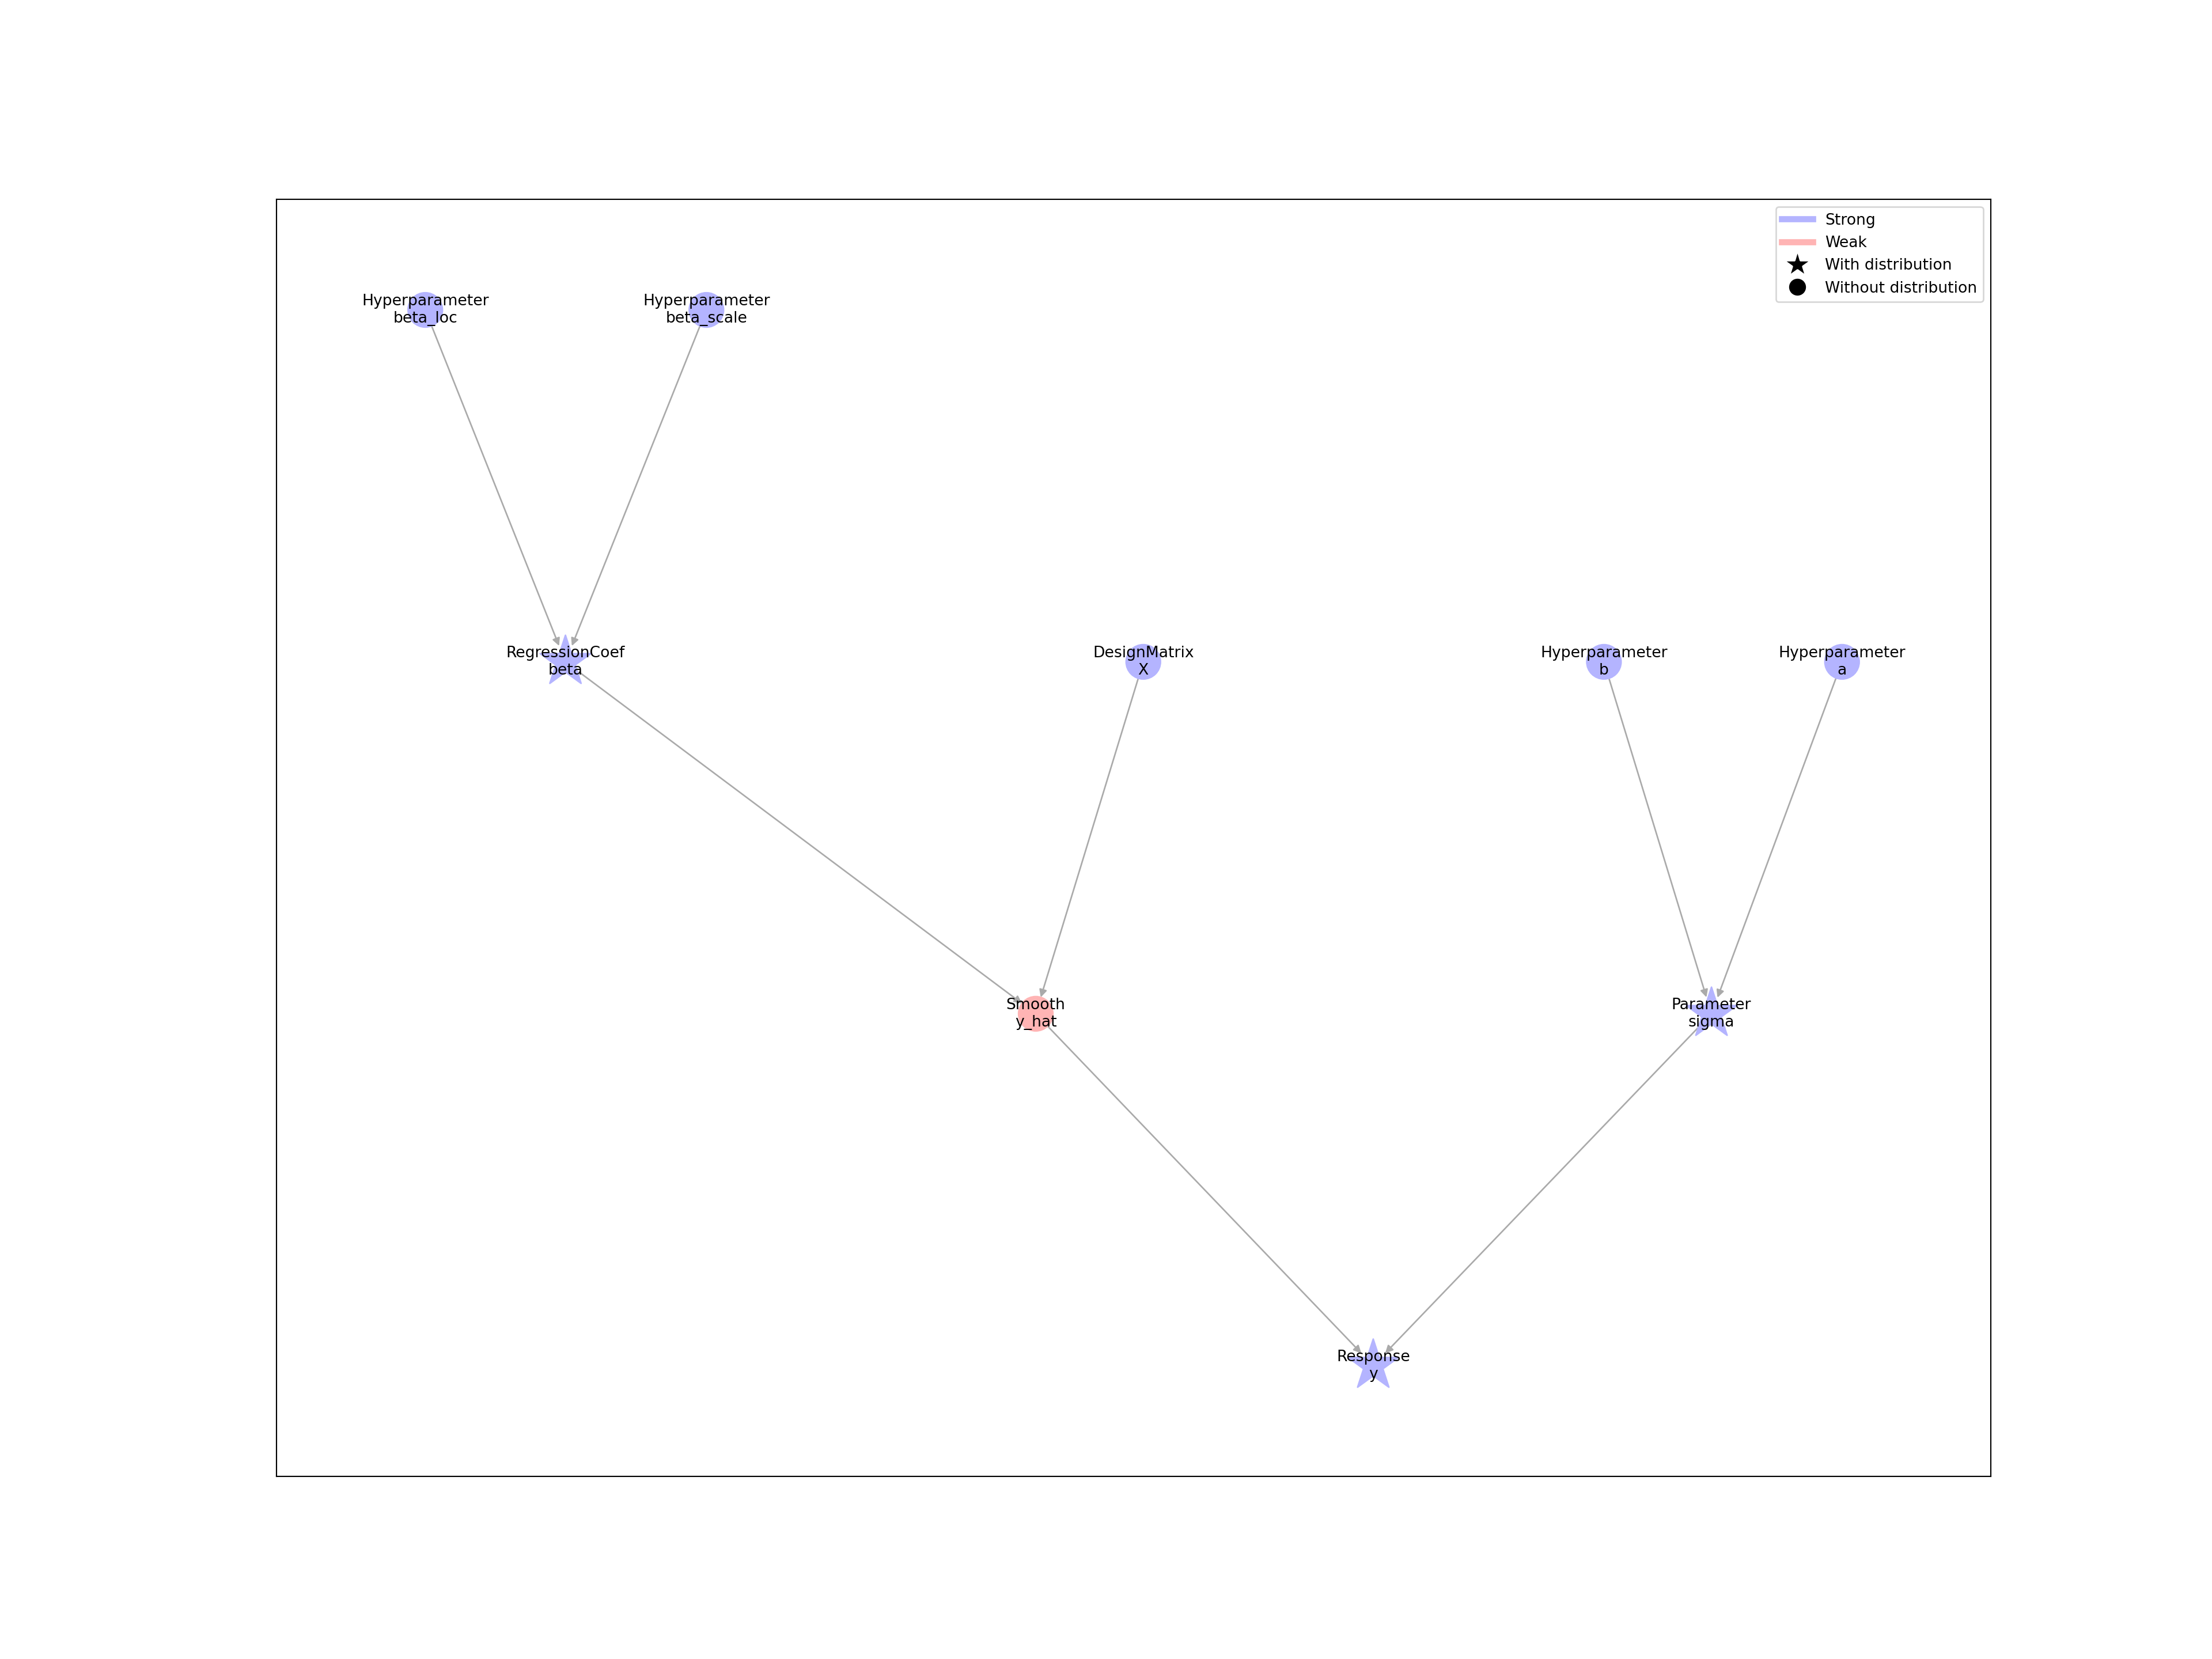 Strong
Weak
With distribution
Without distribution
Hyperparameter
beta_loc
Hyperparameter
beta_scale
RegressionCoef
beta
DesignMatrix
X
Hyperparameter
b
Hyperparameter
a
Smooth
y_hat
Parameter
sigma
Response
y